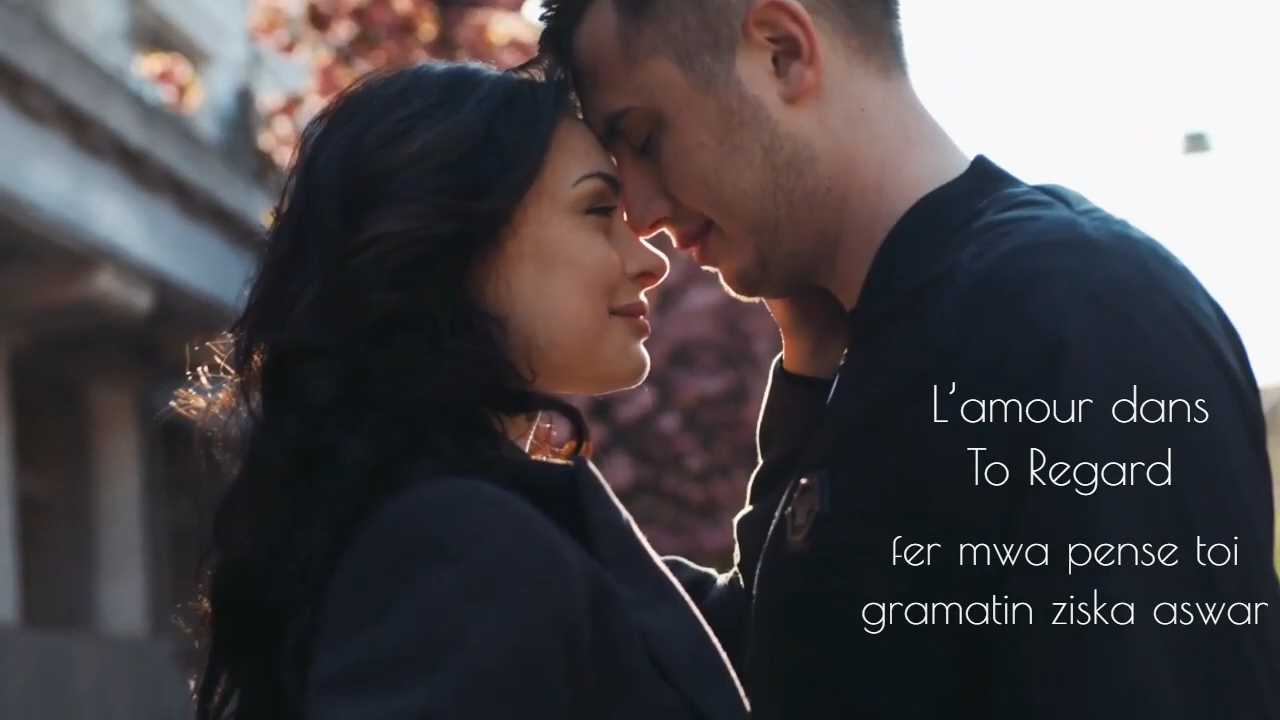 L'amour dans
To Regard
fer mwa pense toi
gramatin ziska aswar